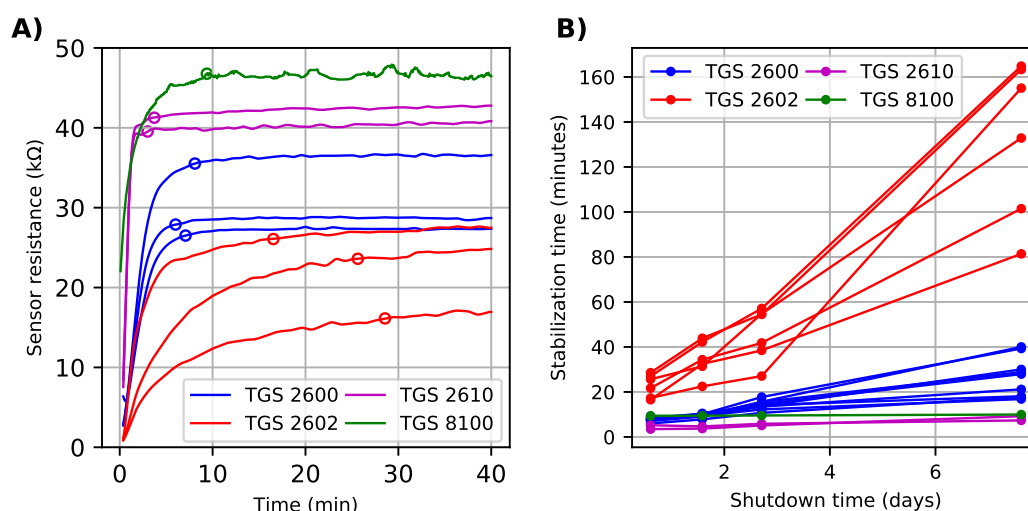 A)
50
40
30
20
10
0
Sensor resistance (kΩ)
0 10 20 30 40
Time (min)
TGS 2600 TGS 2610
TGS 2602 TGS 8100
B)
160
140
120
100
80
60
40
20
0
Stabilization time (minutes)
2 4 6
Shutdown time (days)
TGS 2600 TGS 2610
TGS 2602 TGS 8100